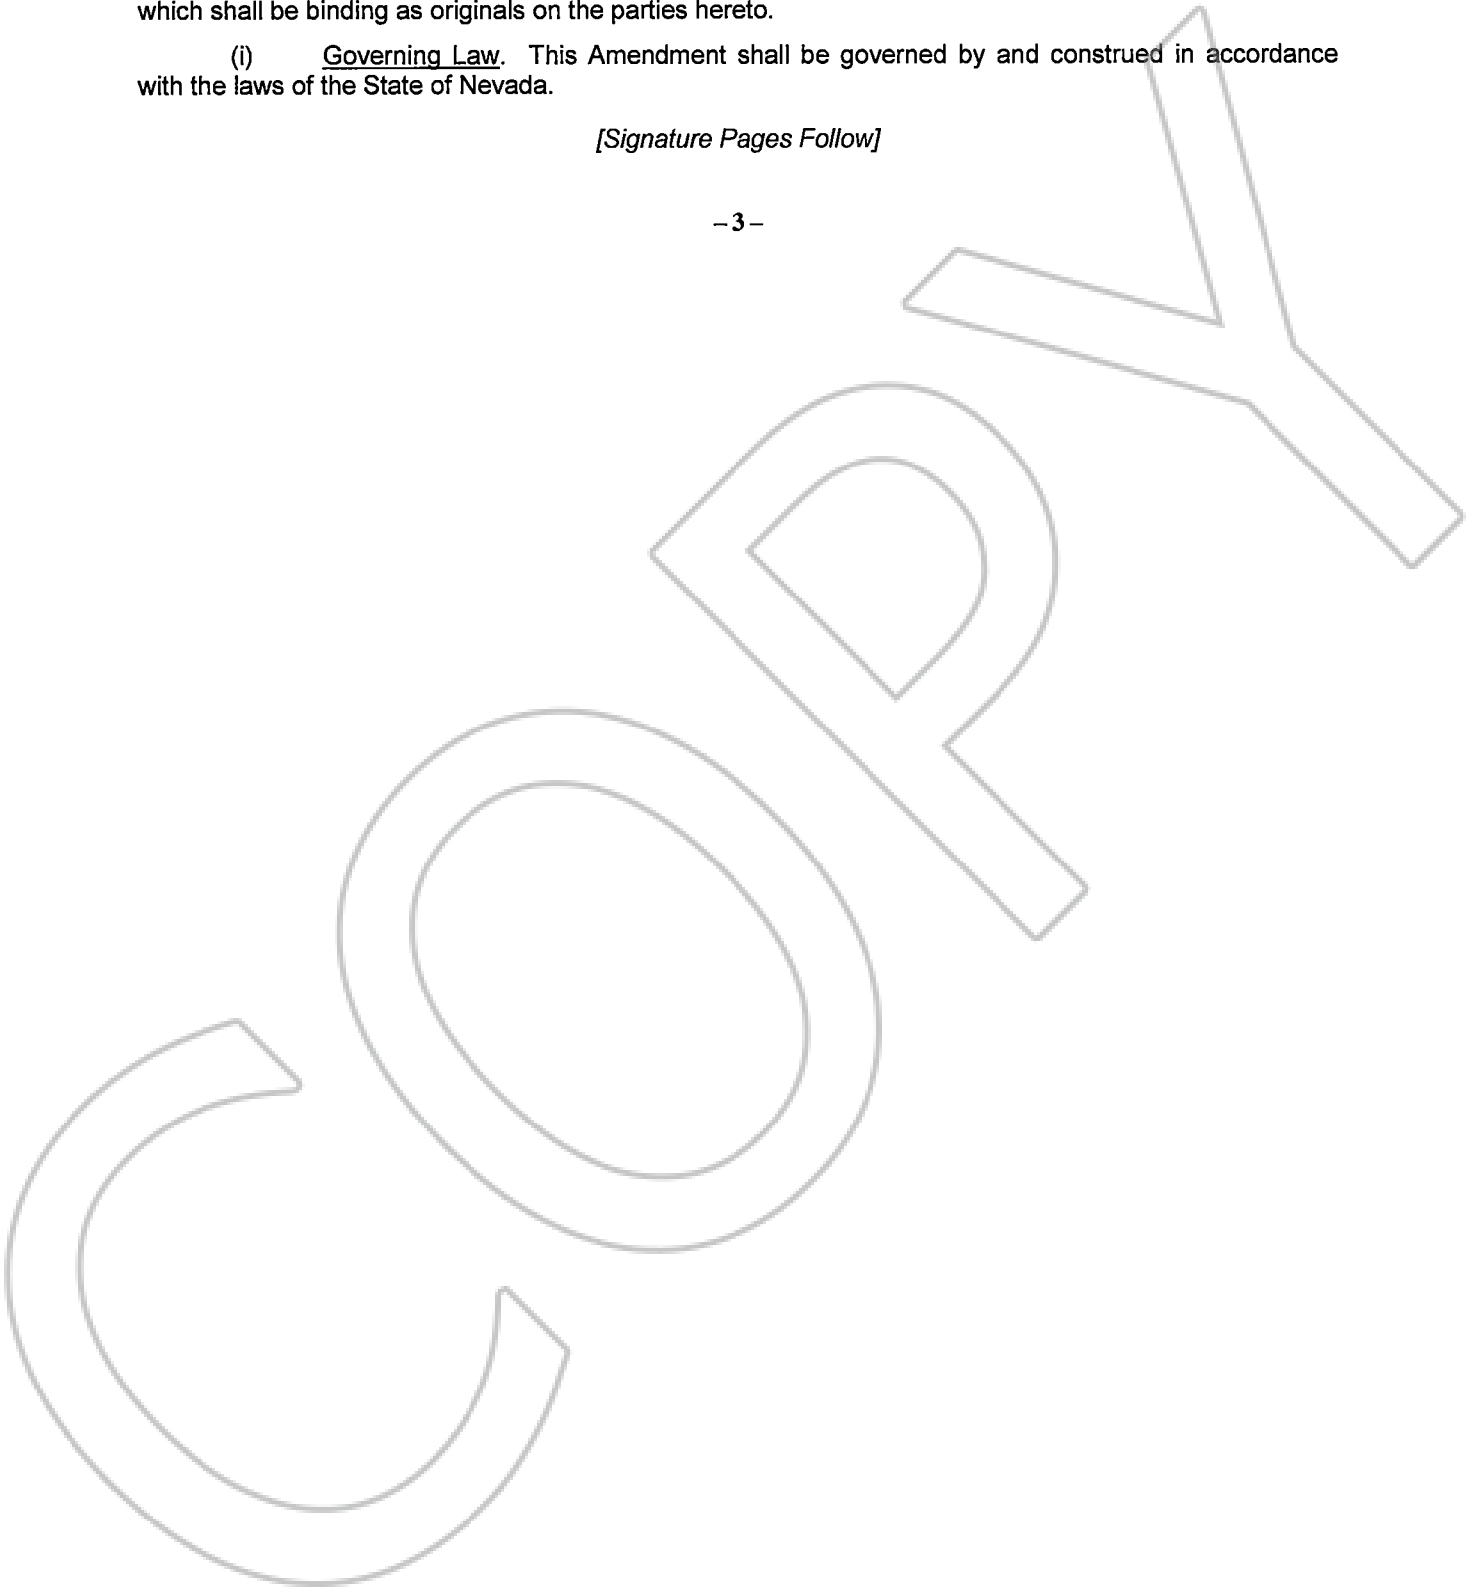 which shall be binding as originals on the parties hereto.
(i) Governing Law. This Amendment shall be governed by and construed in accordance
with the laws of the State of Nevada.
[Signature Pages Follow]
–3–
COPY